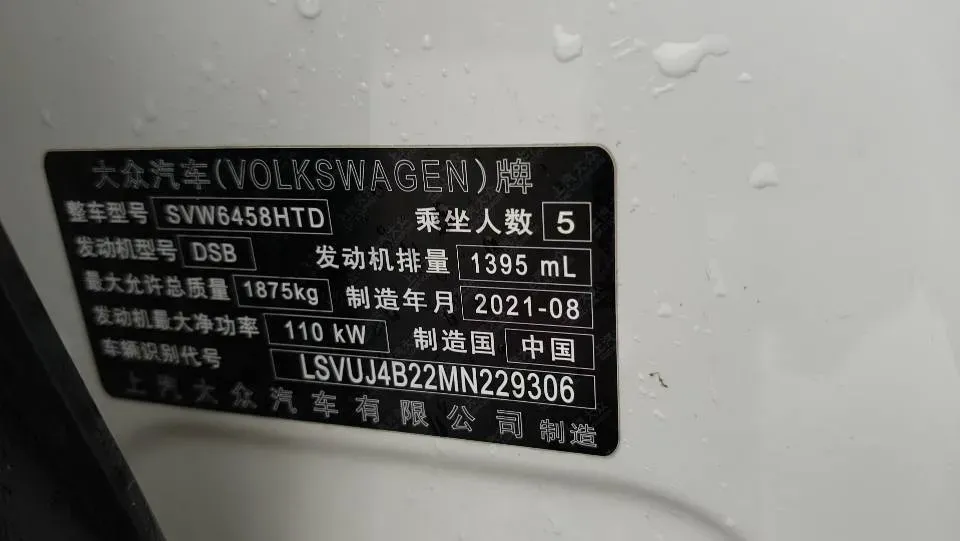 大众汽车(VOLKSWAGEN)牌
整车型号 SVW6458HTD 乘坐人数 5
发动机型号 DSB 发动机排量 1395 mL
最大允许总质量 1875kg 制造年月 2021-08
发动机最大净功率 110 kW 制造国 中国
车辆识别代号 LSVUJ4B22MN229306
上汽大众汽车有限公司 制造